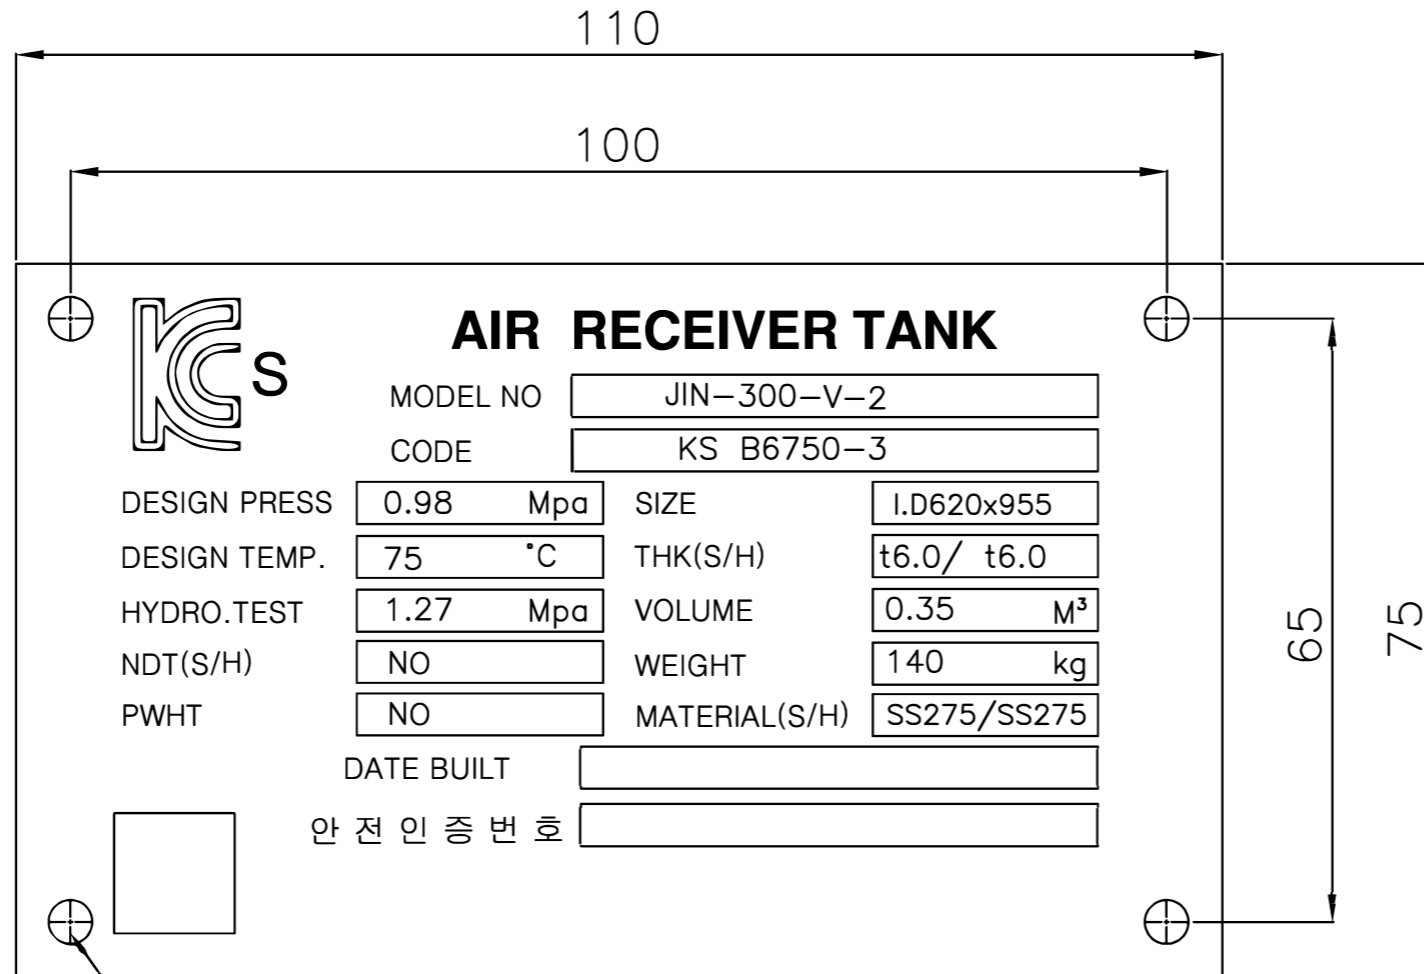 110
100
KC S
AIR RECEIVER TANK
MODEL NO JIN-300-V-2
CODE KS B6750-3
DESIGN PRESS 0.98 Mpa SIZE I.D620x955
DESIGN TEMP. 75 °C THK(S/H) t6.0/ t6.0
HYDRO.TEST 1.27 Mpa VOLUME 0.35 M³
NDT(S/H) NO WEIGHT 140 kg
PWHT NO MATERIAL(S/H) SS275/SS275
DATE BUILT
안전인증번호
65
75